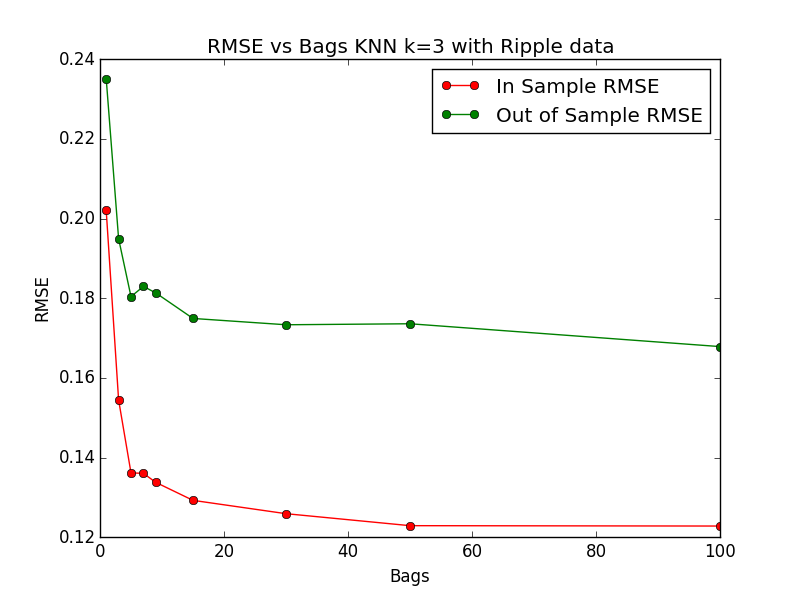 RMSE vs Bags KNN k=3 with Ripple data
In Sample RMSE
Out of Sample RMSE
0.24
0.22
0.20
0.18
0.16
0.14
0.12
RMSE
0 20 40 60 80 100
Bags